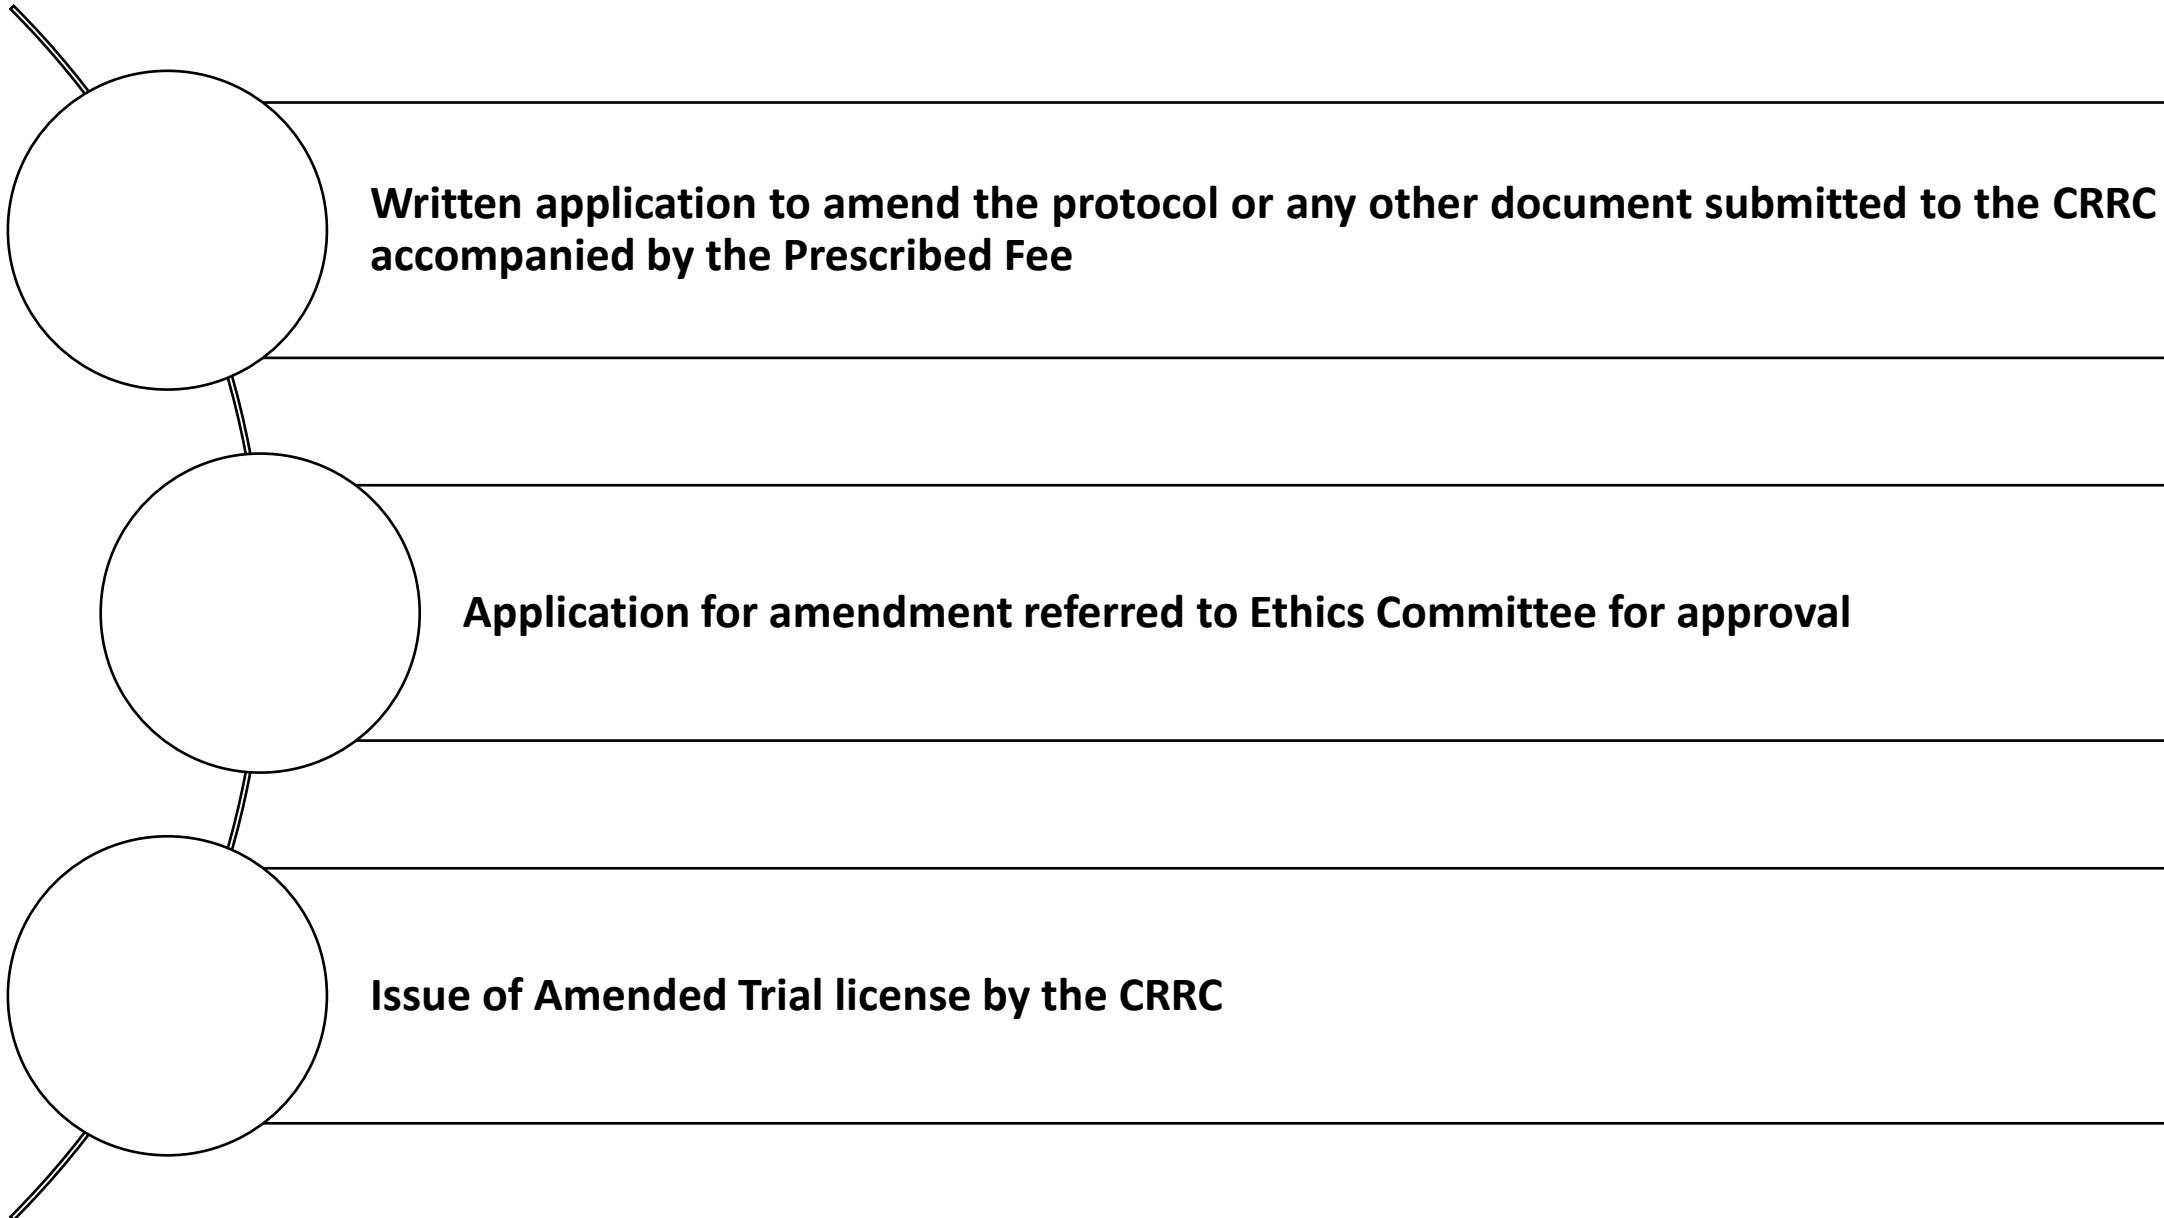 Written application to amend the protocol or any other document submitted to the CRRC
accompanied by the Prescribed Fee
Application for amendment referred to Ethics Committee for approval
Issue of Amended Trial license by the CRRC